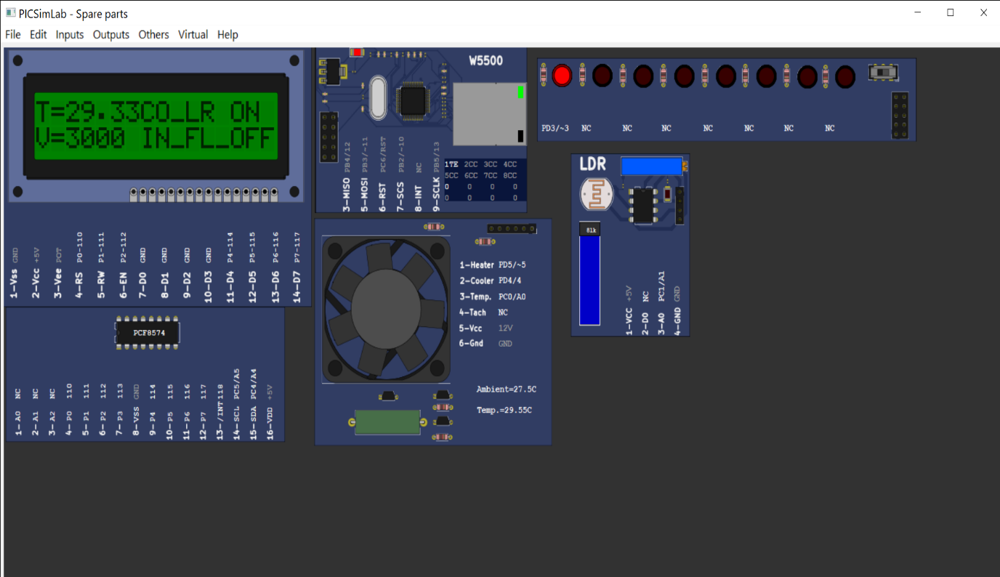 PICSimLab - Spare parts
File Edit Inputs Outputs Others Virtual Help
T=29.33CO_LR ON
V=3000 IN_FL_OFF
1-Vss GND
2-Vcc +5V
3-Vee POT
4-RS P0-110
5-RW P1-111
6-EN P2-112
7-D0 GND
8-D1 GND
9-D2 GND
10-D3 GND
11-D4 P4-114
12-D5 P5-115
13-D6 P6-116
14-D7 P7-117
W5500
3-MISO PB4/12
5-MOSI PB3/~11
6-RST PC6/RST
7-SCS PB2/~10
8-INT NC
9-SCLK PB5/13
1TE 2CC 3CC 4CC
5CC 6CC 7CC 8CC
0 0 0 0
0 0 0 0
PD3/~3 NC NC NC NC NC NC NC
LDR
81k
1-VCC +5V
2-D0 NC
3-A0 PC1/A1
4-GND GND
1-Heater PD5/~5
2-Cooler PD4/4
3-Temp. PC0/A0
4-Tach NC
5-Vcc 12V
6-Gnd GND
Ambient=27.5C
Temp.=29.55C
PCF8574
1-A0 NC
2-A1 NC
3-A2 NC
4-P0 110
5-P1 111
6-P2 112
7-P3 113
8-VSS GND
9-P4 114
10-P5 115
11-P6 116
12-P7 117
13-/INT 118
14-SCL PC5/A5
15-SDA PC4/A4
16-VDD +5V